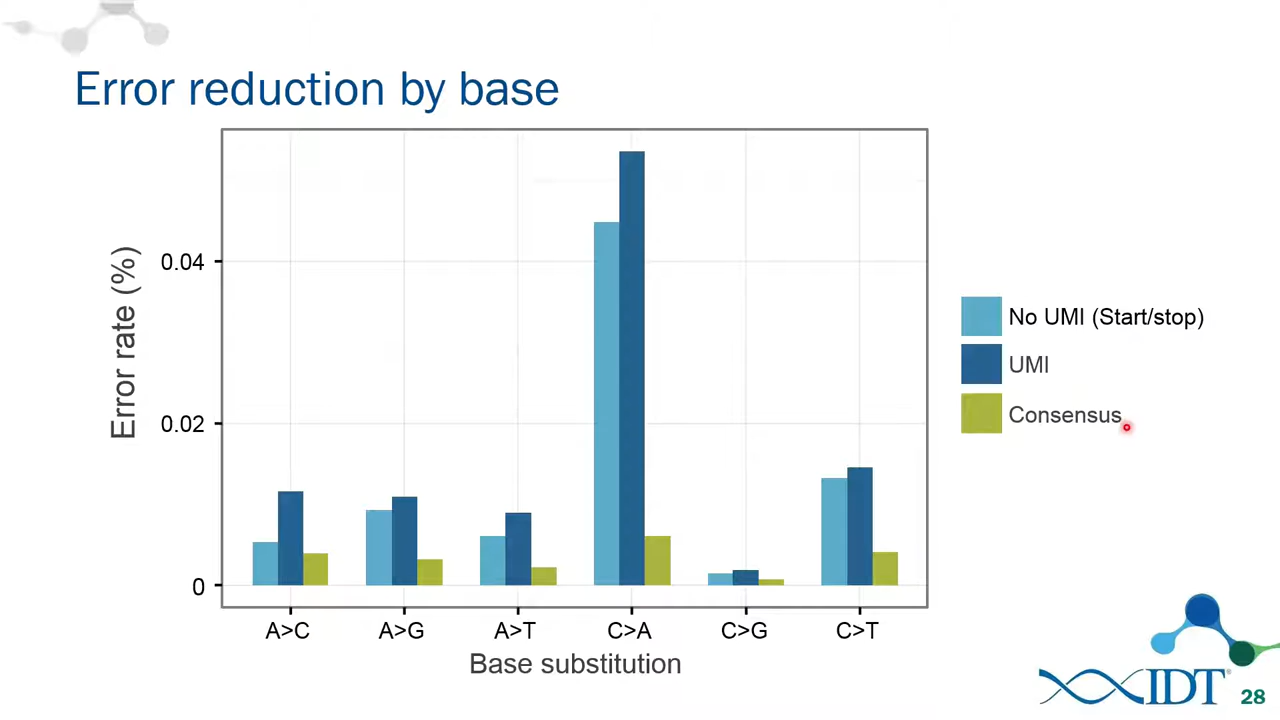 Error reduction by base
Error rate (%)
0.04
0.02
0
A>C A>G A>T C>A C>G C>T
Base substitution
No UMI (Start/stop)
UMI
Consensus
IDT
28